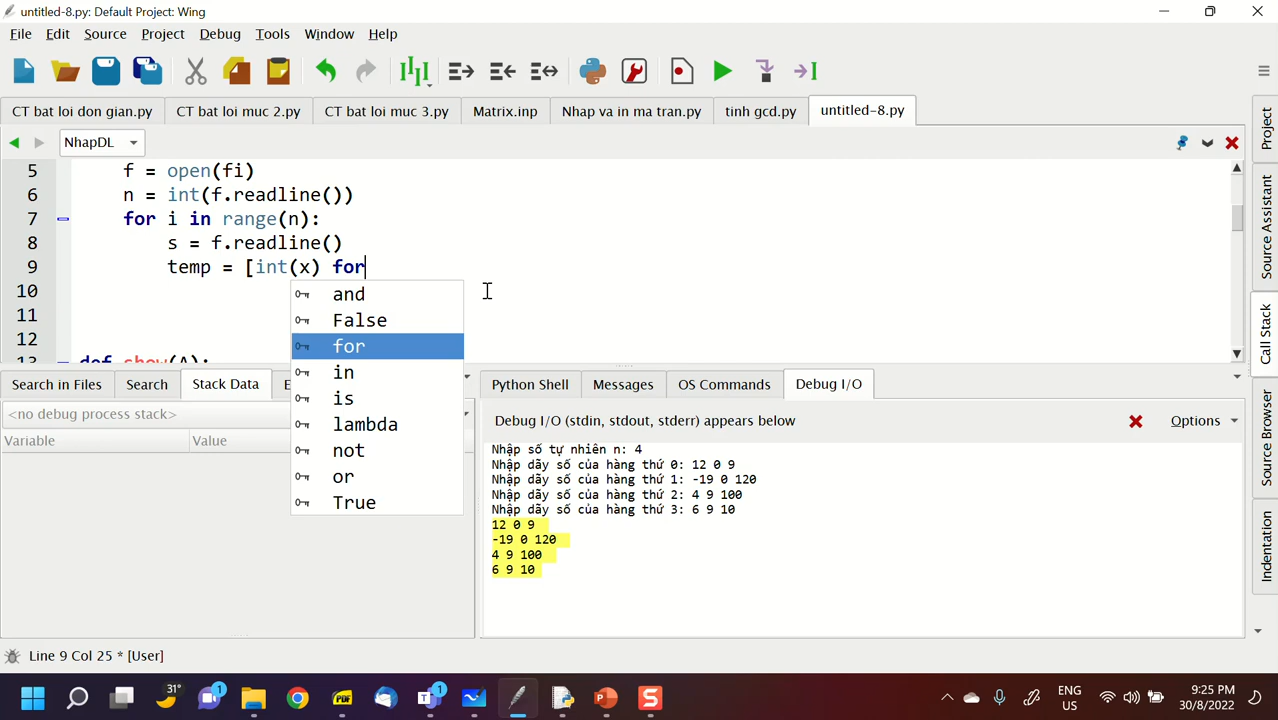 untitled-8.py: Default Project: Wing
File Edit Source Project Debug Tools Window Help
CT bat loi don gian.py CT bat loi muc 2.py CT bat loi muc 3.py Matrix.inp Nhap va in ma tran.py tinh gcd.py untitled-8.py
NhapDL
5 f = open(fi)
6 n = int(f.readline())
7 for i in range(n):
8 s = f.readline()
9 temp = [int(x) for
10
11
12
13 def show(A):
and
False
for
in
is
lambda
not
or
True
Project
Source Assistant
Call Stack
Source Browser
Indentation
Search in Files Search Stack Data E
<no debug process stack>
Variable Value
Python Shell Messages OS Commands Debug I/O
Debug I/O (stdin, stdout, stderr) appears below
Options
Nhập số tự nhiên n: 4
Nhập dãy số của hàng thứ 0: 12 0 9
Nhập dãy số của hàng thứ 1: -19 0 120
Nhập dãy số của hàng thứ 2: 4 9 100
Nhập dãy số của hàng thứ 3: 6 9 10
12 0 9
-19 0 120
4 9 100
6 9 10
Line 9 Col 25 * [User]
31°
1
1
PDF
ENG
US
9:25 PM
30/8/2022